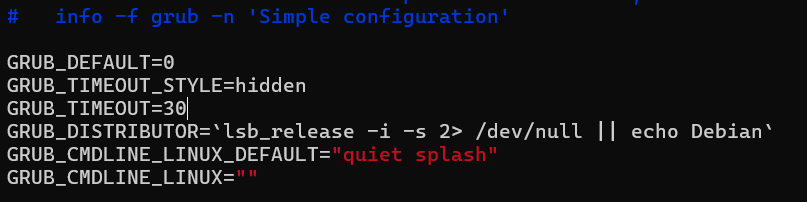 #   info -f grub -n 'Simple configuration'
GRUB_DEFAULT=0
GRUB_TIMEOUT_STYLE=hidden
GRUB_TIMEOUT=30
GRUB_DISTRIBUTOR=`lsb_release -i -s 2> /dev/null || echo Debian`
GRUB_CMDLINE_LINUX_DEFAULT="quiet splash"
GRUB_CMDLINE_LINUX=""